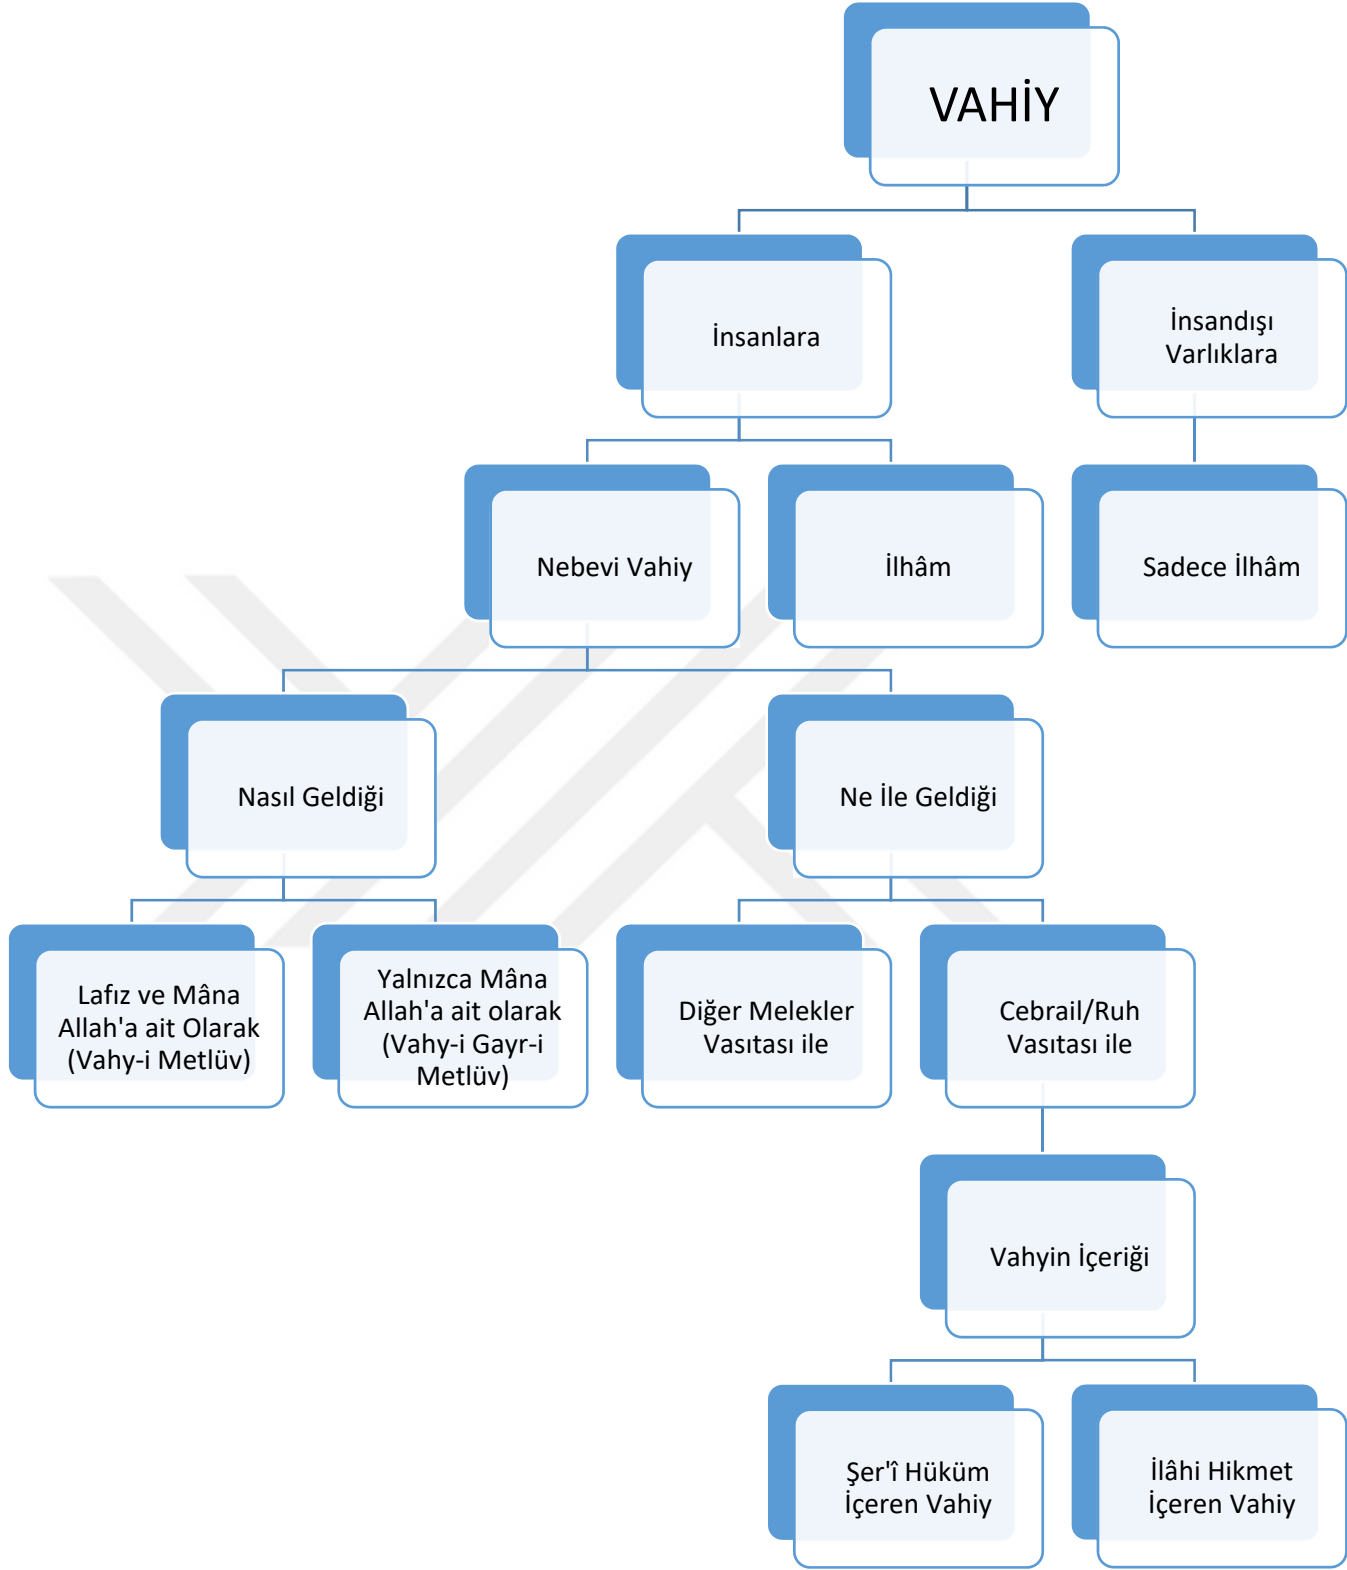 VAHİY
İnsanlara
İnsandışı
Varlıklara
Nebevi Vahiy
İlhâm
Sadece İlhâm
Nasıl Geldiği
Ne İle Geldiği
Lafız ve Mâna
Allah'a ait Olarak
(Vahy-i Metlüv)
Yalnızca Mâna
Allah'a ait olarak
(Vahy-i Gayr-i
Metlüv)
Diğer Melekler
Vasıtası ile
Cebrail/Ruh
Vasıtası ile
Vahyin İçeriği
Şer'î Hüküm
İçeren Vahiy
İlâhi Hikmet
İçeren Vahiy